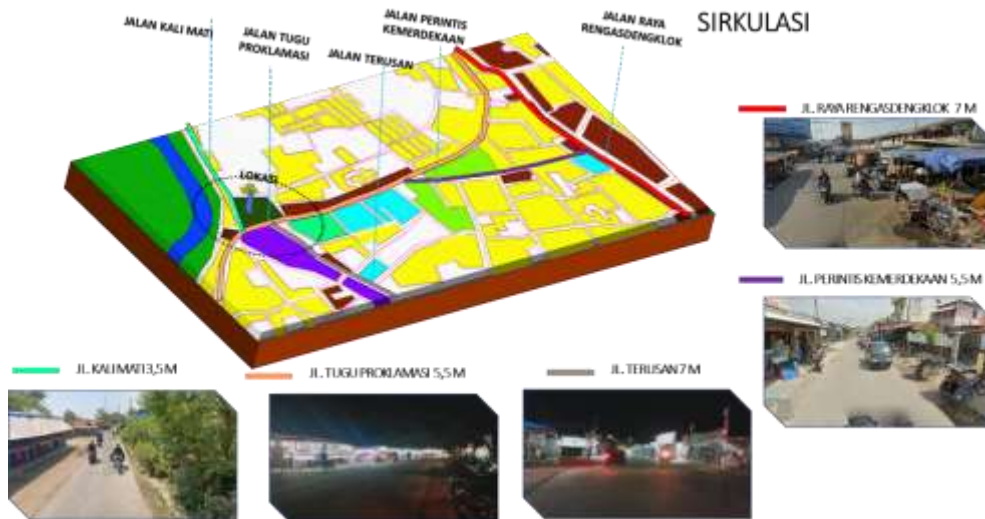 SIRKULASI
JALAN KALI MATI
JALAN TUGU
PROKLAMASI
JALAN TERUSAN
JALAN PERINTIS
KEMERDEKAAN
JALAN RAYA
RENGASDENGKLOK
LOKASI
JL. RAYA RENGASDENGKLOK 7 M
JL. PERINTIS KEMERDEKAAN 5,5 M
JL. KALI MATI 3,5 M
JL. TUGU PROKLAMASI 5,5 M
JL. TERUSAN 7 M